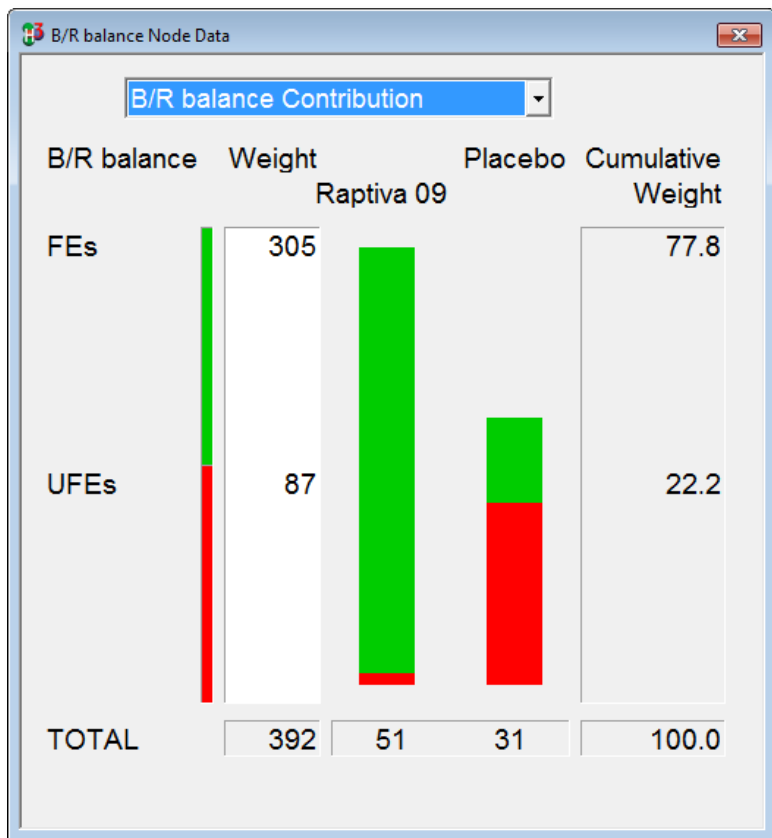 B/R balance Node Data
B/R balance Contribution
B/R balance Weight Placebo Cumulative
Raptiva 09 Weight
FEs 305 77.8
UFEs 87 22.2
TOTAL 392 51 31 100.0